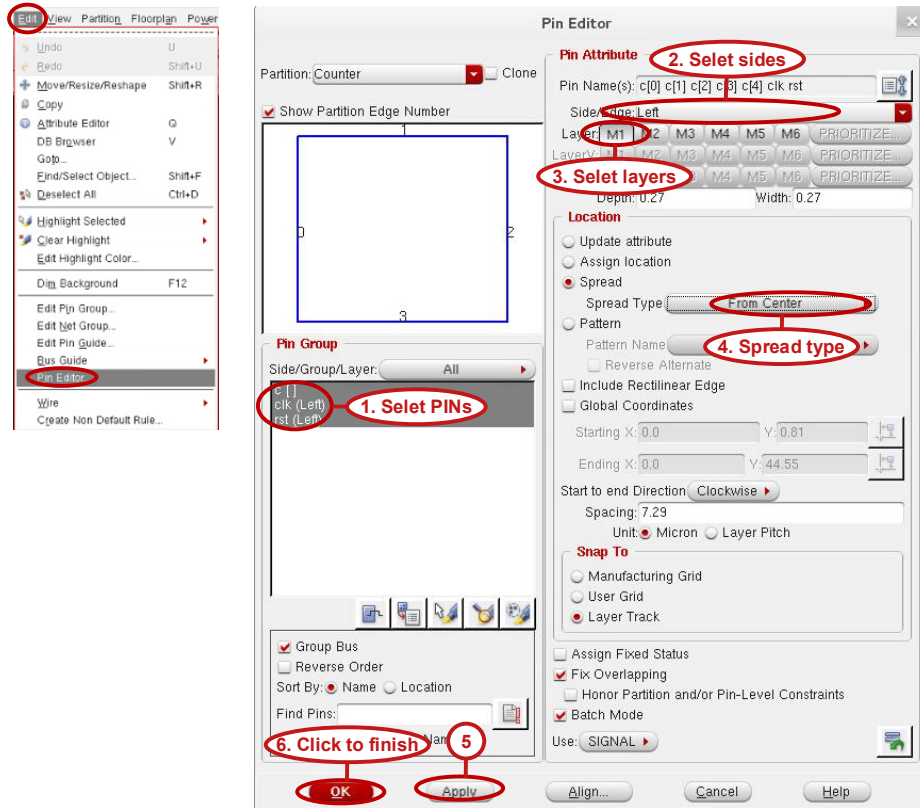 Edit View Partition Floorplan Power
Undo U
Redo Shift+U
Move/Resize/Reshape Shift+R
Copy
Attribute Editor Q
DB Browser V
Goto...
Find/Select Object... Shift+F
Deselect All Ctrl+D
Highlight Selected
Clear Highlight
Edit Highlight Color...
Dim Background F12
Edit Pin Group...
Edit Net Group...
Edit Pin Guide...
Bus Guide
Pin Editor
Wire
Create Non Default Rule...
Pin Editor
Partition: Counter Clone
Show Partition Edge Number
1
0
2
3
Pin Group
Side/Group/Layer: All
c []
clk (Left)
rst (Left)
1. Selet PINs
Group Bus
Reverse Order
Sort By: Name Location
Find Pins:
6. Click to finish
5
Pin Attribute
2. Selet sides
Pin Name(s): c[0] c[1] c[2] c[3] c[4] clk rst
Side/Edge: Left
Layer: M1 M2 M3 M4 M5 M6 PRIORITIZE...
LayerV: M1 M2 M3 M4 M5 M6 PRIORITIZE...
3. Selet layers M4 M5 M6 PRIORITIZE...
Depth: 0.27 Width: 0.27
Location
Update attribute
Assign location
Spread
Spread Type From Center
Pattern
Pattern Name
4. Spread type
Reverse Alternate
Include Rectilinear Edge
Global Coordinates
Starting X: 0.0 Y: 0.81
Ending X: 0.0 Y: 44.55
Start to end Direction Clockwise
Spacing: 7.29
Unit: Micron Layer Pitch
Snap To
Manufacturing Grid
User Grid
Layer Track
Assign Fixed Status
Fix Overlapping
Honor Partition and/or Pin-Level Constraints
Batch Mode
Use: SIGNAL
OK Apply Align... Cancel Help